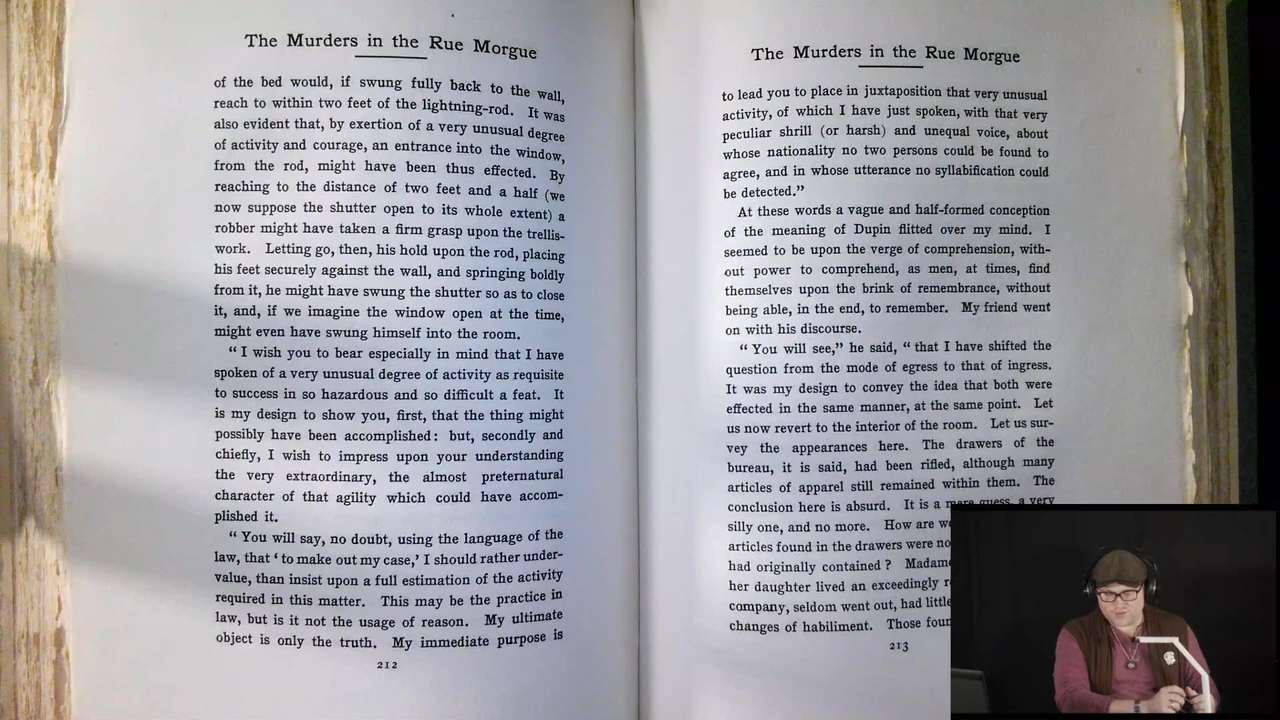 The Murders in the Rue Morgue
of the bed would, if swung fully back to the wall,
reach to within two feet of the lightning-rod. It was
also evident that, by exertion of a very unusual degree
of activity and courage, an entrance into the window,
from the rod, might have been thus effected. By
reaching to the distance of two feet and a half (we
now suppose the shutter open to its whole extent) a
robber might have taken a firm grasp upon the trellis-
work. Letting go, then, his hold upon the rod, placing
his feet securely against the wall, and springing boldly
from it, he might have swung the shutter so as to close
it, and, if we imagine the window open at the time,
might even have swung himself into the room.
“ I wish you to bear especially in mind that I have
spoken of a very unusual degree of activity as requisite
to success in so hazardous and so difficult a feat. It
is my design to show you, first, that the thing might
possibly have been accomplished : but, secondly and
chiefly, I wish to impress upon your understanding
the very extraordinary, the almost preternatural
character of that agility which could have accom-
plished it.
“ You will say, no doubt, using the language of the
law, that ‘ to make out my case,’ I should rather under-
value, than insist upon a full estimation of the activity
required in this matter. This may be the practice in
law, but is it not the usage of reason. My ultimate
object is only the truth. My immediate purpose is
212
The Murders in the Rue Morgue
to lead you to place in juxtaposition that very unusual
activity, of which I have just spoken, with that very
peculiar shrill (or harsh) and unequal voice, about
whose nationality no two persons could be found to
agree, and in whose utterance no syllabification could
be detected.”
At these words a vague and half-formed conception
of the meaning of Dupin flitted over my mind. I
seemed to be upon the verge of comprehension, with-
out power to comprehend, as men, at times, find
themselves upon the brink of remembrance, without
being able, in the end, to remember. My friend went
on with his discourse.
“ You will see,” he said, “ that I have shifted the
question from the mode of egress to that of ingress.
It was my design to convey the idea that both were
effected in the same manner, at the same point. Let
us now revert to the interior of the room. Let us sur-
vey the appearances here. The drawers of the
bureau, it is said, had been rifled, although many
articles of apparel still remained within them. The
conclusion here is absurd. It is a mere guess, a very
silly one, and no more. How are we
articles found in the drawers were no
had originally contained ? Madame
her daughter lived an exceedingly
company, seldom went out, had little
changes of habiliment. Those
213